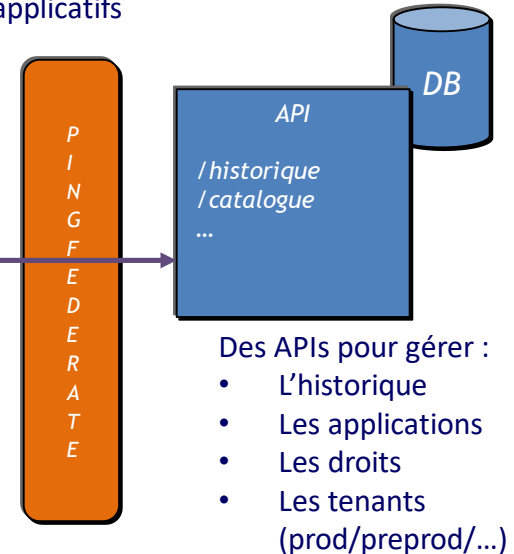 applicatifs
P
I
N
G
F
E
D
E
R
A
T
E
DB
API
/historique
/catalogue
…
Des APIs pour gérer :
• L’historique
• Les applications
• Les droits
• Les tenants
(prod/preprod/…)